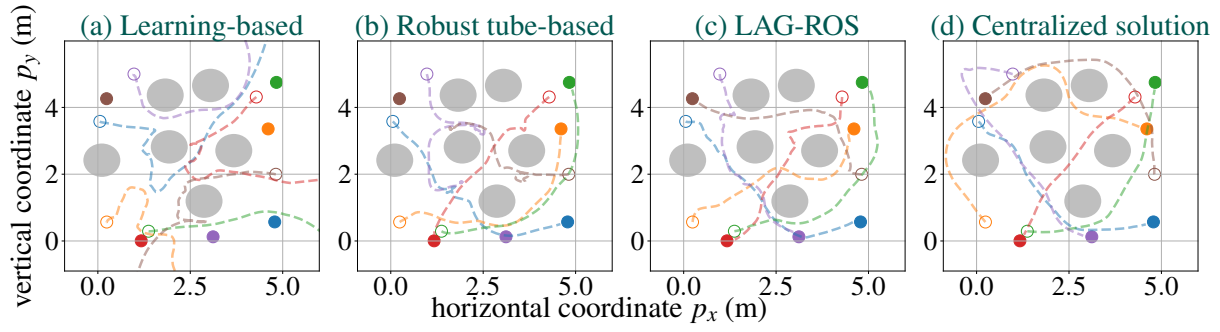 (a) Learning-based (b) Robust tube-based (c) LAG-ROS (d) Centralized solution
vertical coordinate p_y (m)
4 4 4 4
2 2 2 2
0 0 0 0
0.0 2.5 5.0 0.0 2.5 5.0 0.0 2.5 5.0 0.0 2.5 5.0
horizontal coordinate p_x (m)